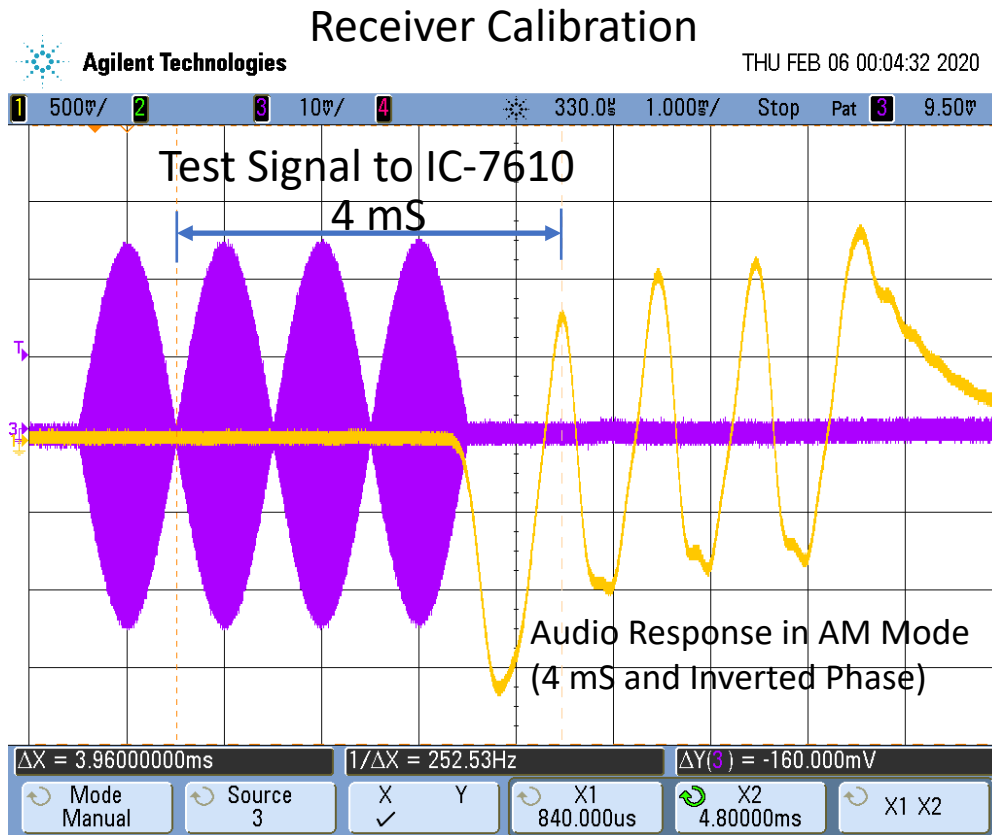 Receiver Calibration
Agilent Technologies
THU FEB 06 00:04:32 2020
1 500mV/ 2 3 10mV/ 4 330.0us 1.000ms/ Stop Pat 3 9.50mV
Test Signal to IC-7610
4 mS
T
3
Audio Response in AM Mode
(4 mS and Inverted Phase)
ΔX = 3.96000000ms 1/ΔX = 252.53Hz ΔY(3) = -160.000mV
Mode Source X Y X1 X2 X1 X2
Manual 3 ✓ 840.000us 4.80000ms